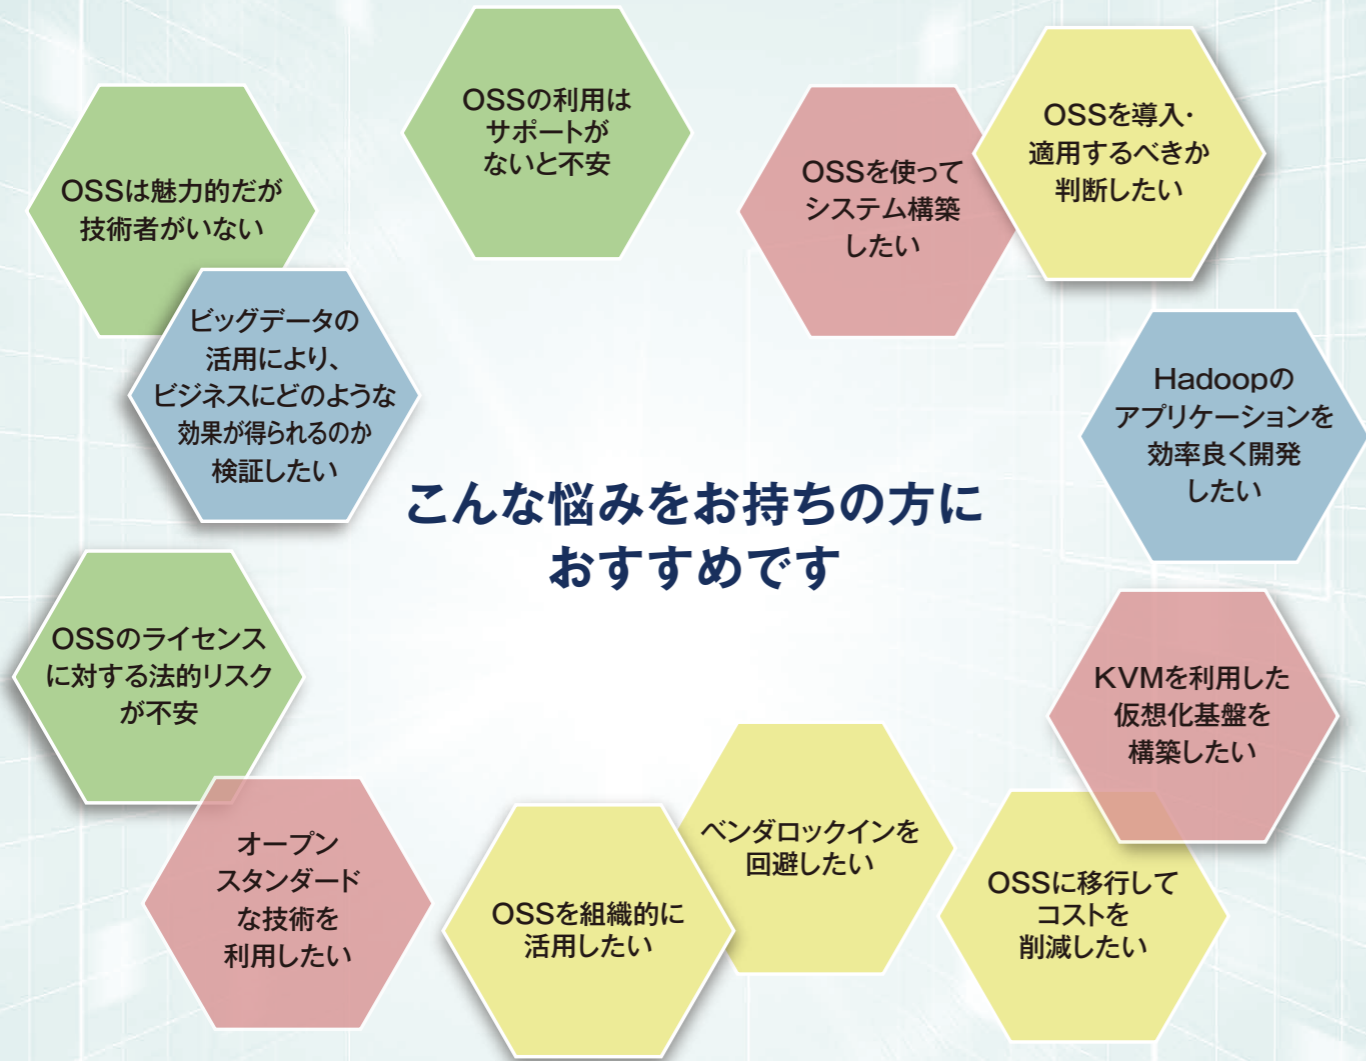 OSSの利用は
サポートが
ないと不安
OSSを導入・
適用するべきか
判断したい
OSSは魅力的だが
技術者がいない
OSSを使って
システム構築
したい
ビッグデータの
活用により、
ビジネスにどのような
効果が得られるのか
検証したい
Hadoopの
アプリケーションを
効率良く開発
したい
こんな悩みをお持ちの方に
おすすめです
OSSのライセンス
に対する法的リスク
が不安
KVMを利用した
仮想化基盤を
構築したい
オープン
スタンダード
な技術を
利用したい
OSSを組織的に
活用したい
ベンダロックインを
回避したい
OSSに移行して
コストを
削減したい